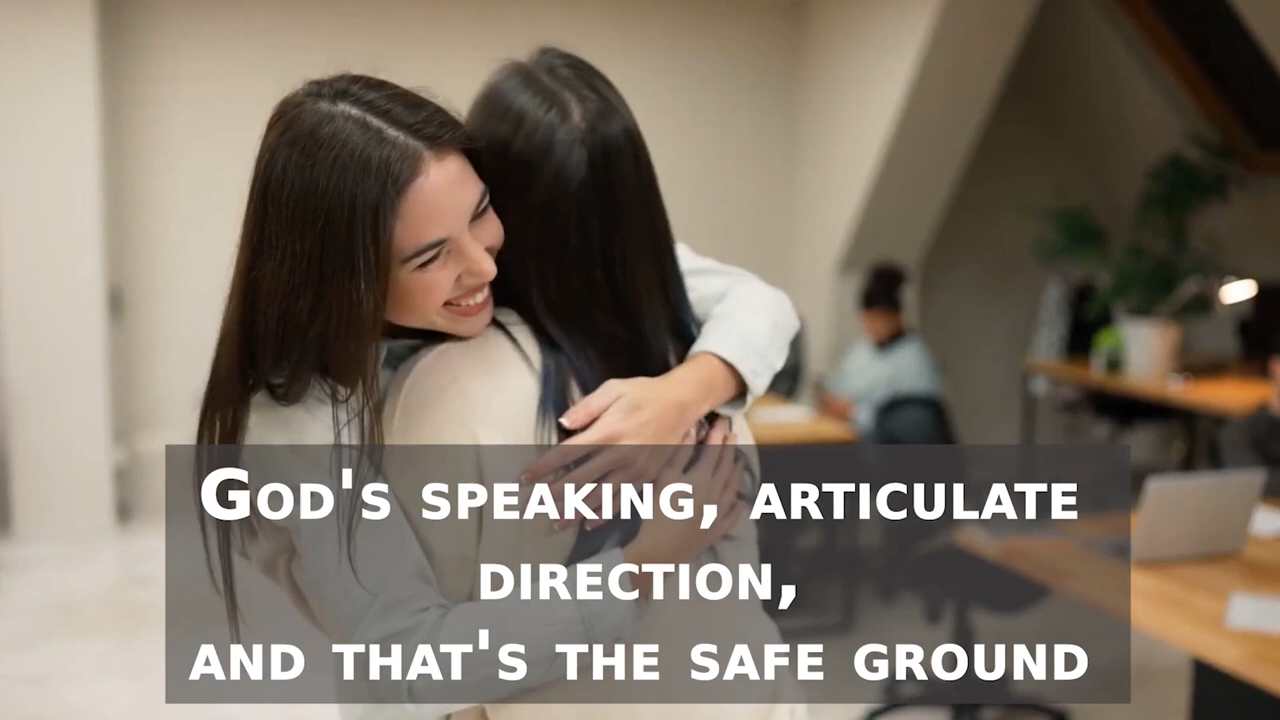 God's speaking, articulate
direction,
and that's the safe ground